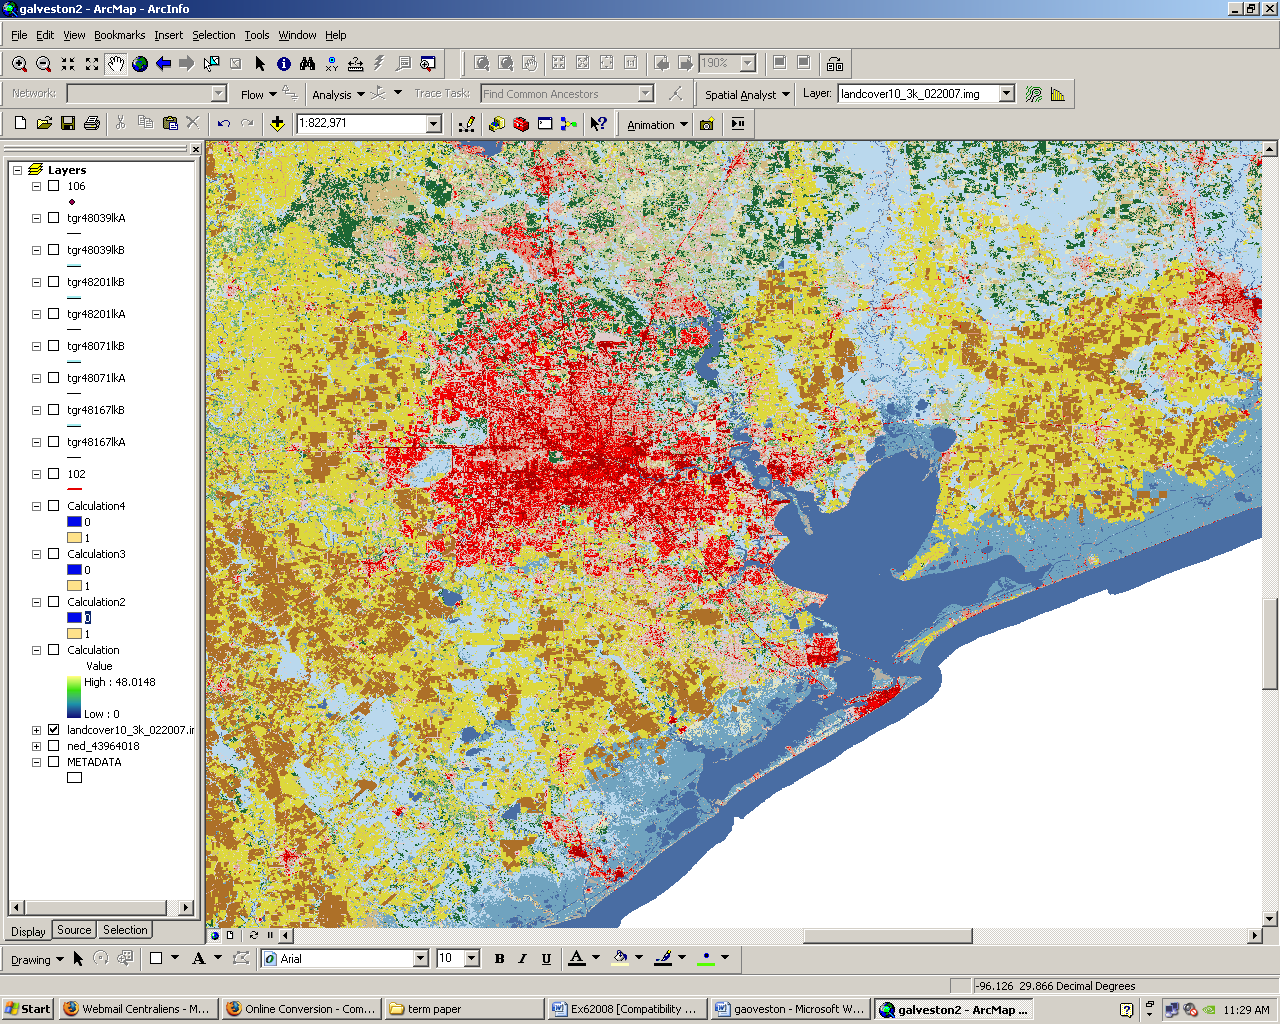 galveston2 - ArcMap - ArcInfo
File Edit View Bookmarks Insert Selection Tools Window Help
190%
Network: Flow Analysis Trace Task: Find Common Ancestors Spatial Analyst Layer: landcover10_3k_022007.img
1:822,971 Animation
Layers
106
tgr48039lkA
tgr48039lkB
tgr48201lkB
tgr48201lkA
tgr48071lkB
tgr48071lkA
tgr48167lkB
tgr48167lkA
102
Calculation4
0
1
Calculation3
0
1
Calculation2
0
1
Calculation
Value
High : 48.0148
Low : 0
landcover10_3k_022007.ir
ned_43964018
METADATA
Display Source Selection
Drawing A Arial 10 B I U A
-96.126 29.866 Decimal Degrees
Start Webmail Centraliens - M... Online Conversion - Com... term paper Ex62008 [Compatibility ... gaoveston - Microsoft W... galveston2 - ArcMap ... 11:29 AM